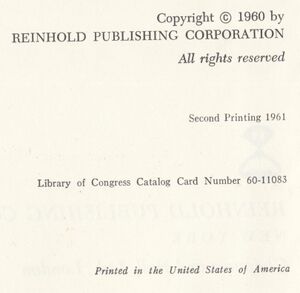 Copyright © 1960 by
REINHOLD PUBLISHING CORPORATION
All rights reserved
Second Printing 1961
Library of Congress Catalog Card Number 60-11083
Printed in the United States of America